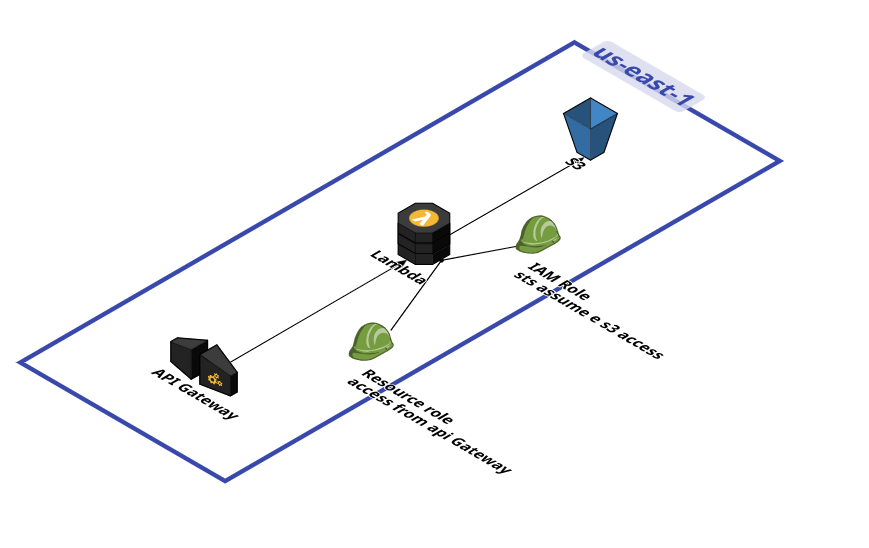 us-east-1
S3
Lambda
IAM Role
sts assume e s3 access
API Gateway
Resource role
access from api Gateway